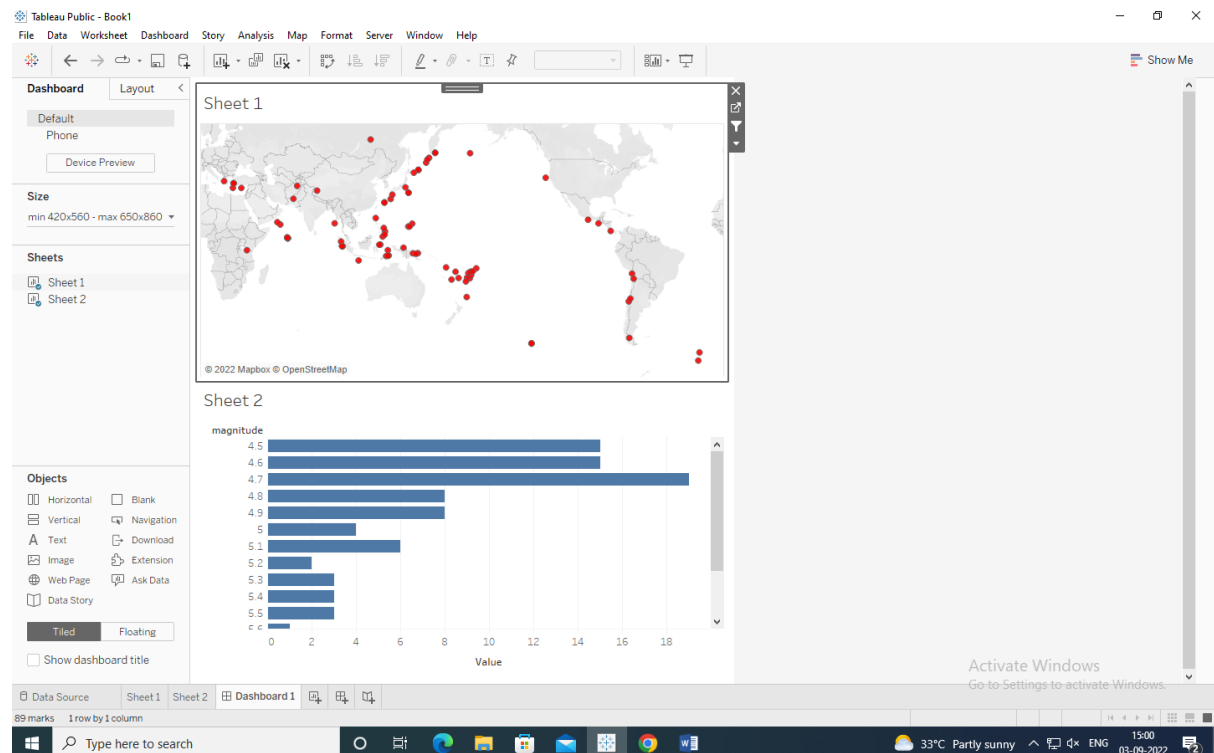 Tableau Public - Book1
File Data Worksheet Dashboard Story Analysis Map Format Server Window Help
Show Me
Dashboard Layout
Default
Phone
Device Preview
Size
min 420x560 - max 650x860
Sheets
Sheet 1
Sheet 2
Objects
Horizontal Blank
Vertical Navigation
A Text Download
Image Extension
Web Page Ask Data
Data Story
Tiled Floating
Show dashboard title
Sheet 1
© 2022 Mapbox © OpenStreetMap
Sheet 2
magnitude
4.5
4.6
4.7
4.8
4.9
5
5.1
5.2
5.3
5.4
5.5
5.6
0 2 4 6 8 10 12 14 16 18
Value
Activate Windows
Go to Settings to activate Windows.
Data Source Sheet 1 Sheet 2 Dashboard 1
89 marks 1 row by 1 column
Type here to search
33°C Partly sunny ENG
15:00
03-09-2022
2